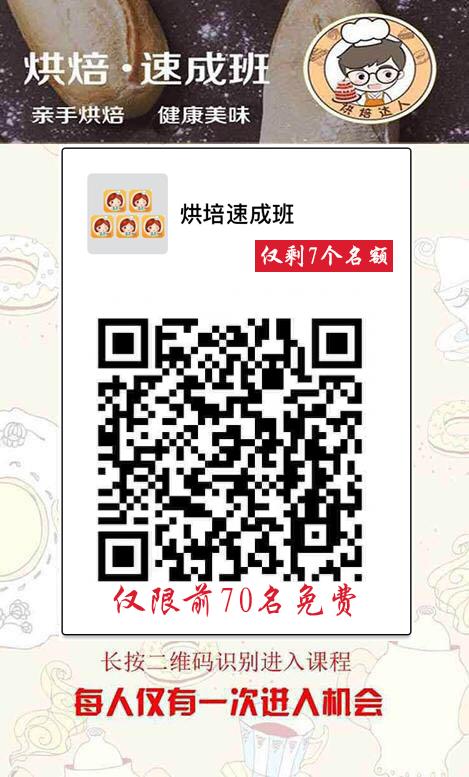 烘焙·速成班
亲手烘焙 健康美味
烘焙达人
烘培速成班
仅剩7个名额
仅限前70名免费
长按二维码识别进入课程
每人仅有一次进入机会